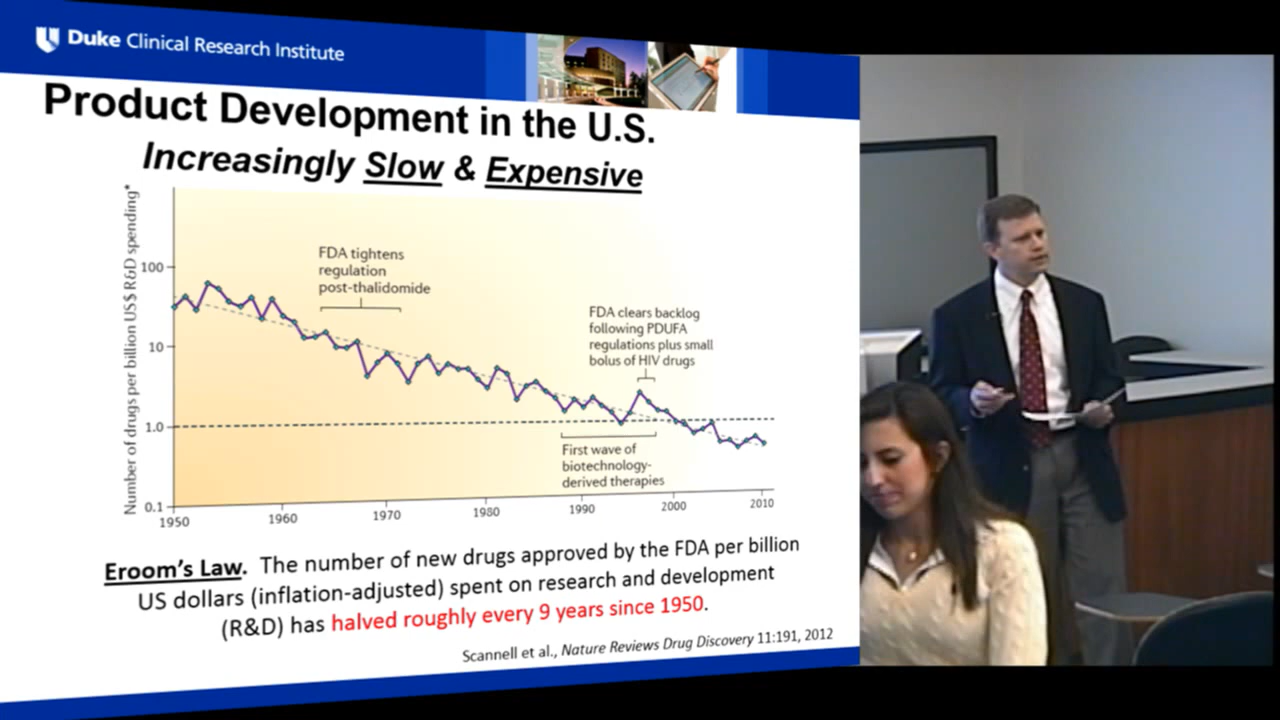 Duke Clinical Research Institute
Product Development in the U.S.
Increasingly Slow & Expensive
Number of drugs per billion US$ R&D spending*
100
10
1.0
0.1
1950
1960
1970
1980
1990
2000
2010
FDA tightens
regulation
post-thalidomide
FDA clears backlog
following PDUFA
regulations plus small
bolus of HIV drugs
First wave of
biotechnology-
derived therapies
Eroom's Law. The number of new drugs approved by the FDA per billion
US dollars (inflation-adjusted) spent on research and development
(R&D) has halved roughly every 9 years since 1950.
Scannell et al., Nature Reviews Drug Discovery 11:191, 2012